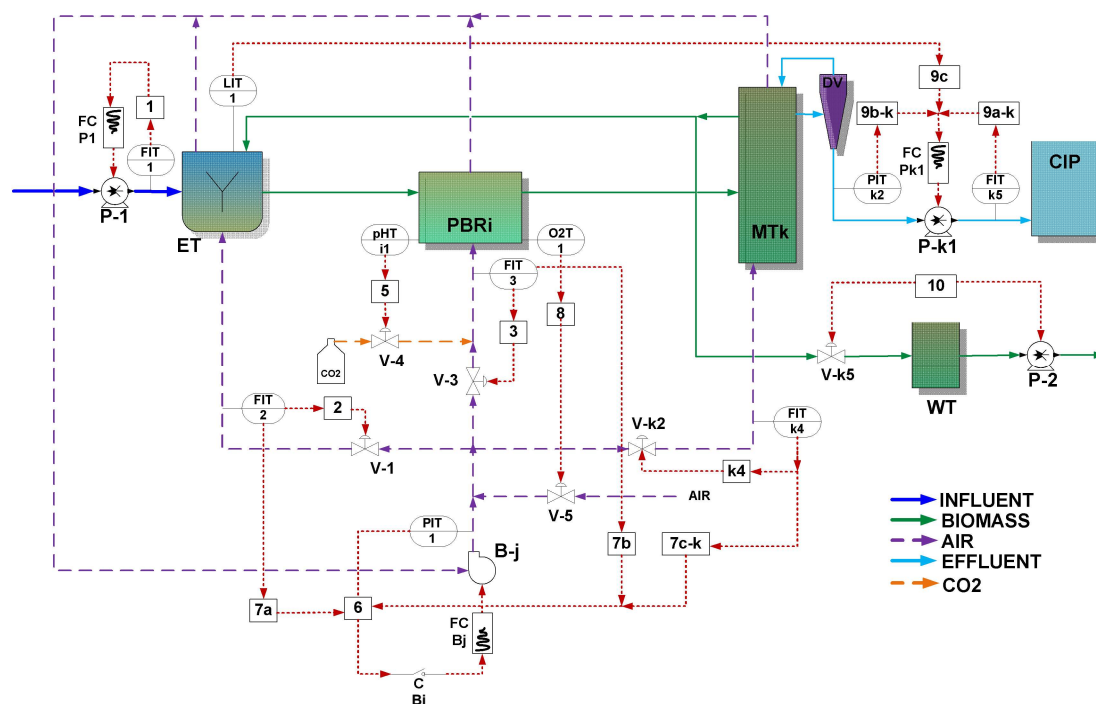 DV
LIT
1
9c
1
FC
P1
FIT
1
9b-k
9a-k
FC
Pk1
PIT
k2
FIT
k5
CIP
P-1
ET
PBRi
MTk
P-k1
pHT
i1
O2T
1
FIT
3
5
3
8
10
CO2
V-4
V-3
V-k5
WT
P-2
FIT
2
2
V-1
V-k2
FIT
k4
k4
V-5
AIR
PIT
1
B-j
7b
7c-k
7a
6
FC
Bj
C
Bj
INFLUENT
BIOMASS
AIR
EFFLUENT
CO2